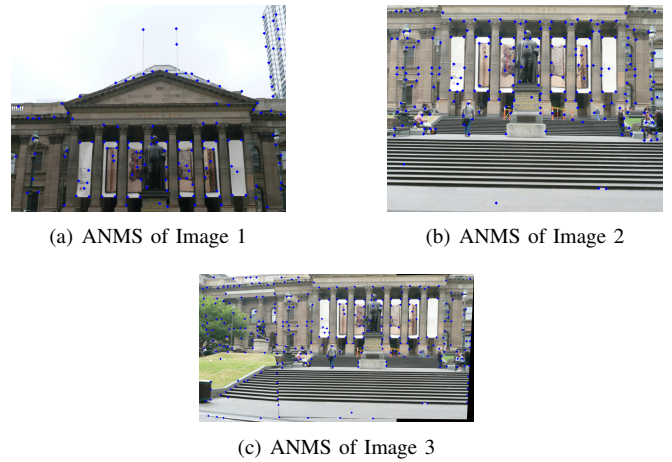 (a) ANMS of Image 1
(b) ANMS of Image 2
(c) ANMS of Image 3